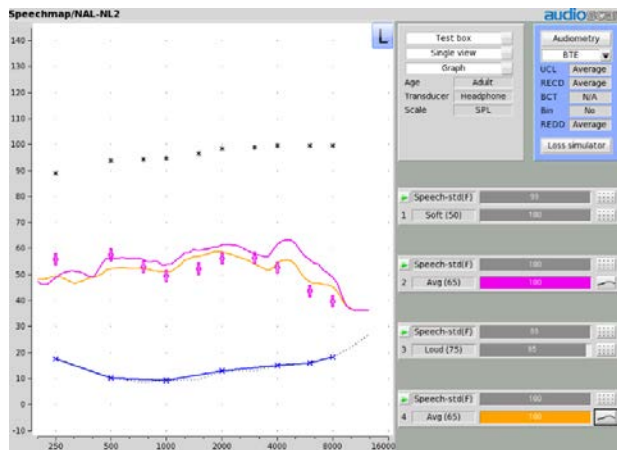 Speechmap/NAL-NL2
audioscan
L
140
130
120
110
100
90
80
70
60
50
40
30
20
10
0
-10
250
500
1000
2000
4000
8000
16000
Test box
Single view
Graph
Age Adult
Transducer Headphone
Scale SPL
Audiometry
BTE
UCL Average
RECD Average
BCT N/A
Bin No
REDD Average
Loss simulator
Speech-std(F)
1 Soft (50) 100
Speech-std(F) 100
2 Avg (65) 100
Speech-std(F)
3 Loud (75) 95
Speech-std(F) 100
4 Avg (65) 100